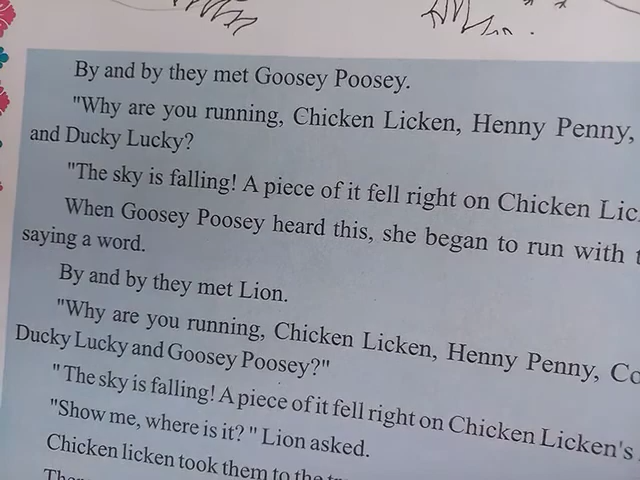 By and by they met Goosey Poosey.
"Why are you running, Chicken Licken, Henny Penny,
and Ducky Lucky?
"The sky is falling! A piece of it fell right on Chicken
When Goosey Poosey heard this, she began to run with
saying a word.
By and by they met Lion.
"Why are you running, Chicken Licken, Henny Penny,
Ducky Lucky and Goosey Poosey?"
" The sky is falling! A piece of it fell right on Chicken Licken's
"Show me, where is it? " Lion asked.
Chicken licken took them to the